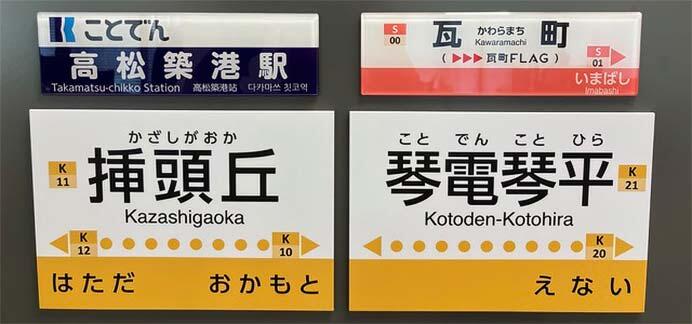 ことでん
高松築港駅
Takamatsu-chikko Station 高松筑港站 다카마쓰 칫코역
S
00
かわらまち
Kawaramachi
瓦町
(▶▶▶瓦町FLAG)
S
01
いまばし
Imabashi
K
11
かざしがおか
挿頭丘
Kazashigaoka
K
12
K
10
はただ おかもと
ことでんことひら
琴電琴平
K
21
Kotoden-Kotohira
K
20
えない